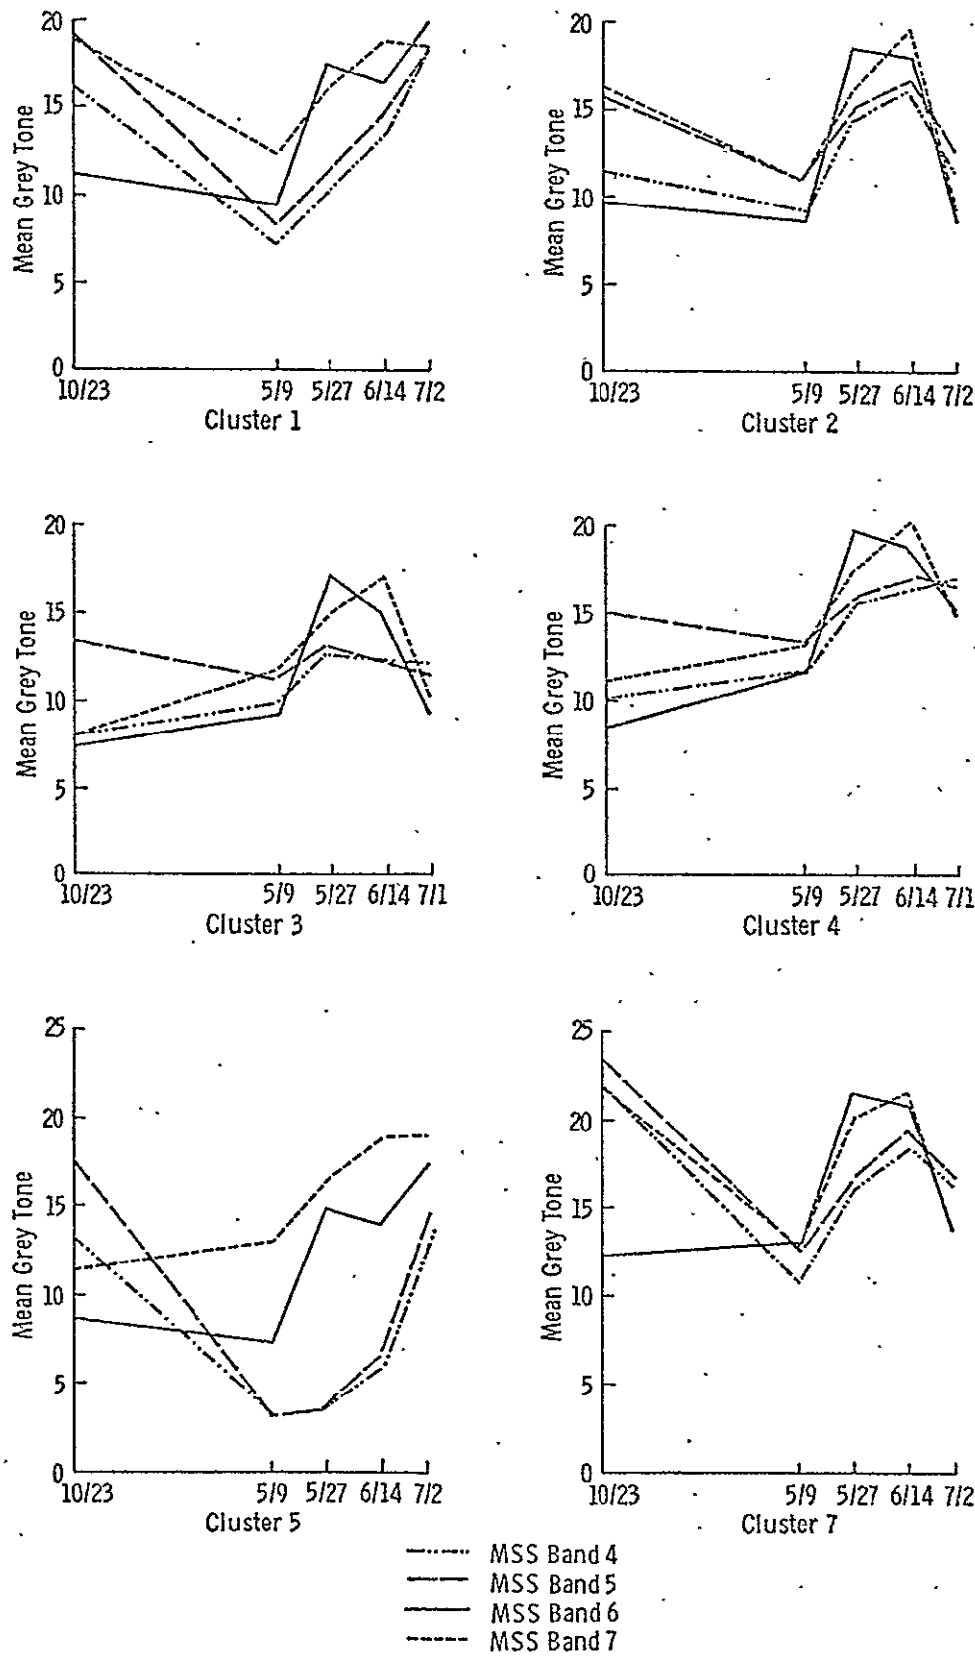 20
15
10
5
0
Mean Grey Tone
10/23 5/9 5/27 6/14 7/2
Cluster 1
20
15
10
5
0
Mean Grey Tone
10/23 5/9 5/27 6/14 7/2
Cluster 2
20
15
10
5
0
Mean Grey Tone
10/23 5/9 5/27 6/14 7/1
Cluster 3
20
15
10
5
0
Mean Grey Tone
10/23 5/9 5/27 6/14 7/1
Cluster 4
25
20
15
10
5
0
Mean Grey Tone
10/23 5/9 5/27 6/14 7/2
Cluster 5
25
20
15
10
5
0
Mean Grey Tone
10/23 5/9 5/27 6/14 7/2
Cluster 7
MSS Band 4
MSS Band 5
MSS Band 6
MSS Band 7